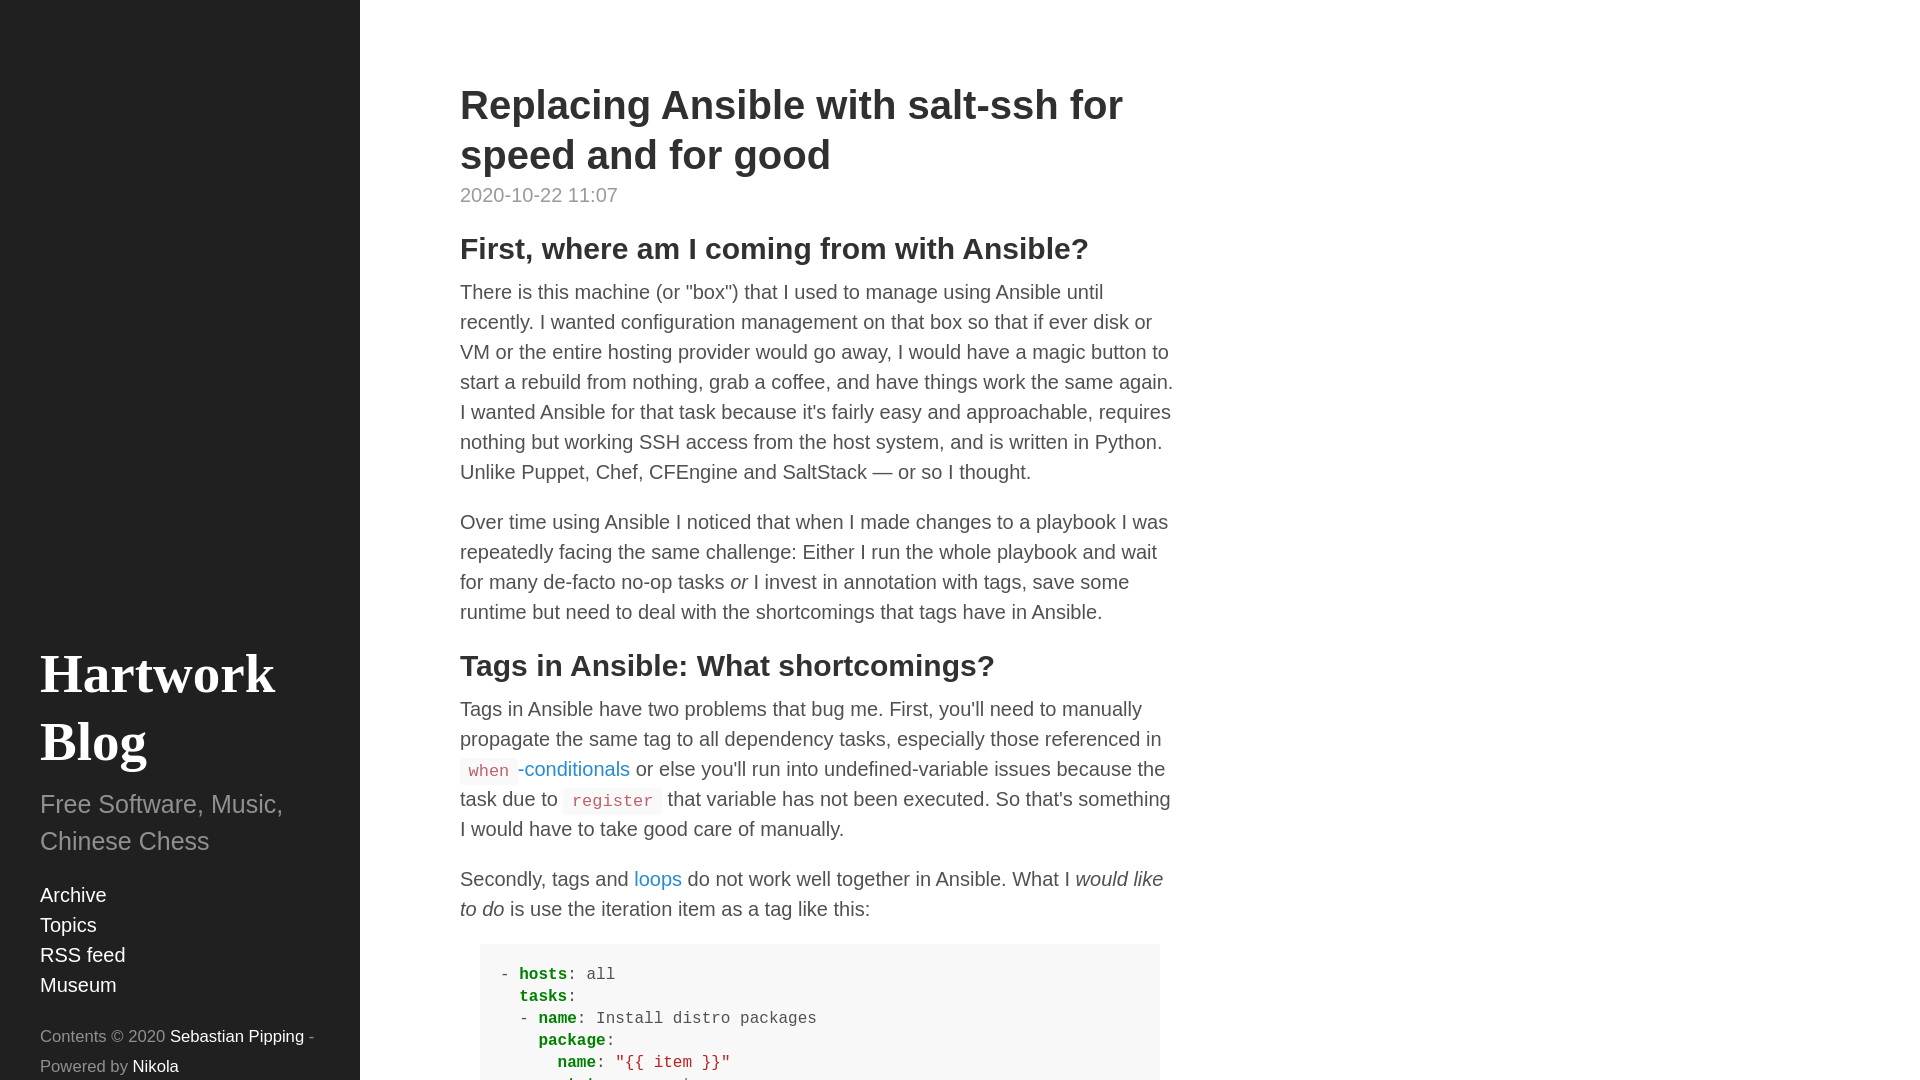 Replacing Ansible with salt-ssh for
speed and for good
2020-10-22 11:07
First, where am I coming from with Ansible?
There is this machine (or "box") that I used to manage using Ansible until
recently. I wanted configuration management on that box so that if ever disk or
VM or the entire hosting provider would go away, I would have a magic button to
start a rebuild from nothing, grab a coffee, and have things work the same again.
I wanted Ansible for that task because it's fairly easy and approachable, requires
nothing but working SSH access from the host system, and is written in Python.
Unlike Puppet, Chef, CFEngine and SaltStack — or so I thought.
Over time using Ansible I noticed that when I made changes to a playbook I was
repeatedly facing the same challenge: Either I run the whole playbook and wait
for many de-facto no-op tasks or I invest in annotation with tags, save some
runtime but need to deal with the shortcomings that tags have in Ansible.
Tags in Ansible: What shortcomings?
Tags in Ansible have two problems that bug me. First, you'll need to manually
propagate the same tag to all dependency tasks, especially those referenced in
when-conditionals or else you'll run into undefined-variable issues because the
task due to register that variable has not been executed. So that's something
I would have to take good care of manually.
Secondly, tags and loops do not work well together in Ansible. What I would like
to do is use the iteration item as a tag like this:
- hosts: all
  tasks:
  - name: Install distro packages
    package:
      name: "{{ item }}"
Hartwork
Blog
Free Software, Music,
Chinese Chess
Archive
Topics
RSS feed
Museum
Contents © 2020 Sebastian Pipping -
Powered by Nikola